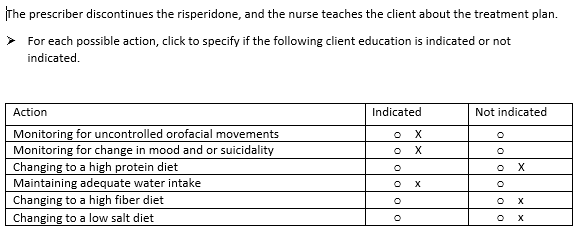 The prescriber discontinues the risperidone, and the nurse teaches the client about the treatment plan.
➢ For each possible action, click to specify if the following client education is indicated or not
indicated.
Action Indicated Not indicated
Monitoring for uncontrolled orofacial movements o X o
Monitoring for change in mood and or suicidality o X o
Changing to a high protein diet o o X
Maintaining adequate water intake o x o
Changing to a high fiber diet o o x
Changing to a low salt diet o o x